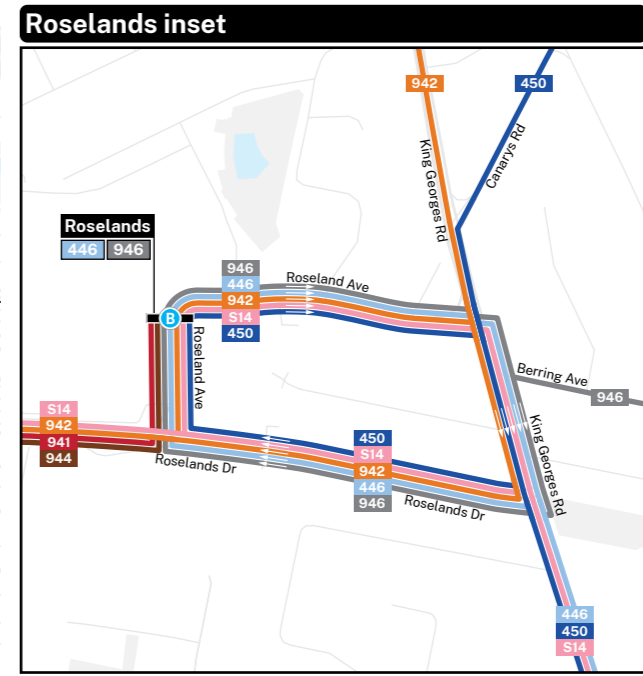 Roselands inset
942
450
King Georges Rd
Canarys Rd
Roselands
446 946
946
446
942
S14
450
Roseland Ave
B
Roseland Ave
Berring Ave
946
S14
942
941
944
Roselands Dr
450
S14
942
446
946
Roselands Dr
King Georges Rd
446
450
S14